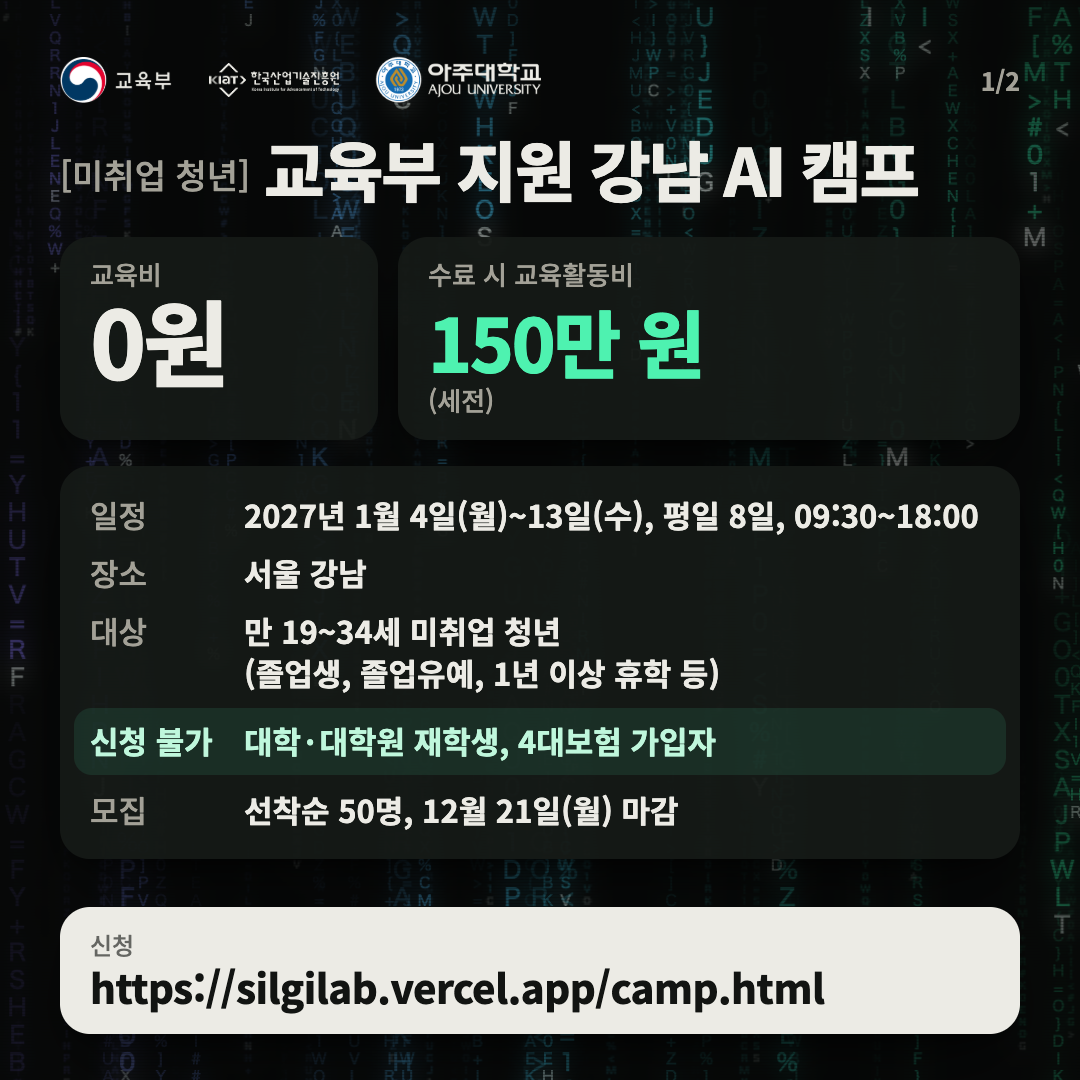 교육부
KIAT 한국산업기술진흥원
Korea Institute for Advancement of Technology
아주대학교
AJOU UNIVERSITY
1/2
[미취업 청년] 교육부 지원 강남 AI 캠프
교육비
0원
수료 시 교육활동비
150만 원
(세전)
일정 2027년 1월 4일(월)~13일(수), 평일 8일, 09:30~18:00
장소 서울 강남
대상 만 19~34세 미취업 청년
(졸업생, 졸업유예, 1년 이상 휴학 등)
신청 불가 대학·대학원 재학생, 4대보험 가입자
모집 선착순 50명, 12월 21일(월) 마감
신청
https://silgilab.vercel.app/camp.html